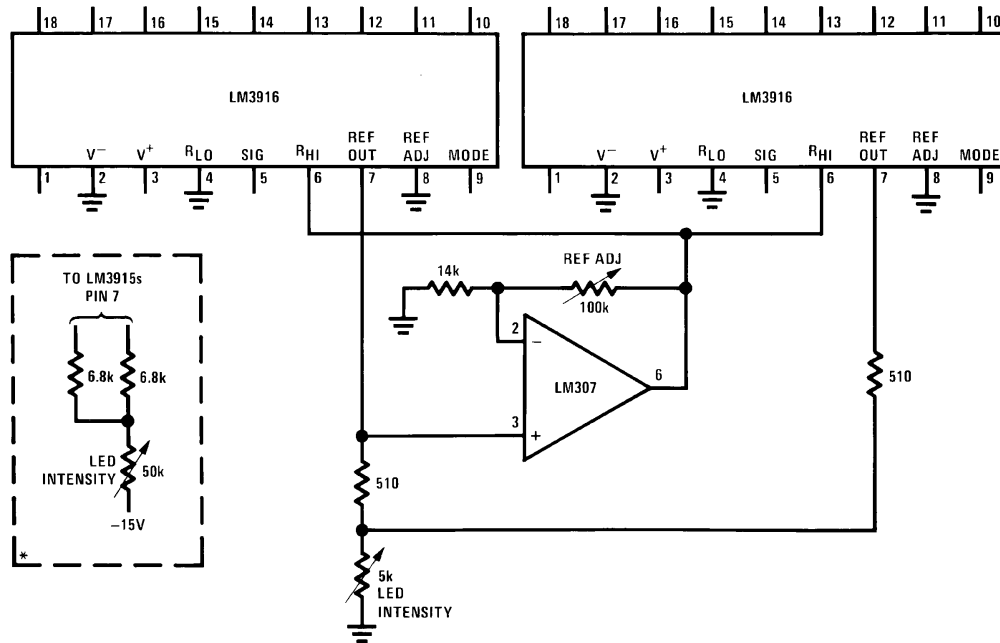 18 17 16 15 14 13 12 11 10
LM3916
V⁻ V⁺ RLO SIG RHI REF OUT REF ADJ MODE
1 2 3 4 5 6 7 8 9
18 17 16 15 14 13 12 11 10
LM3916
V⁻ V⁺ RLO SIG RHI REF OUT REF ADJ MODE
1 2 3 4 5 6 7 8 9
TO LM3915s
PIN 7
6.8k 6.8k
LED
INTENSITY
50k
−15V
*
14k
REF ADJ
100k
2
−
LM307
6
3
+
510
510
5k
LED
INTENSITY